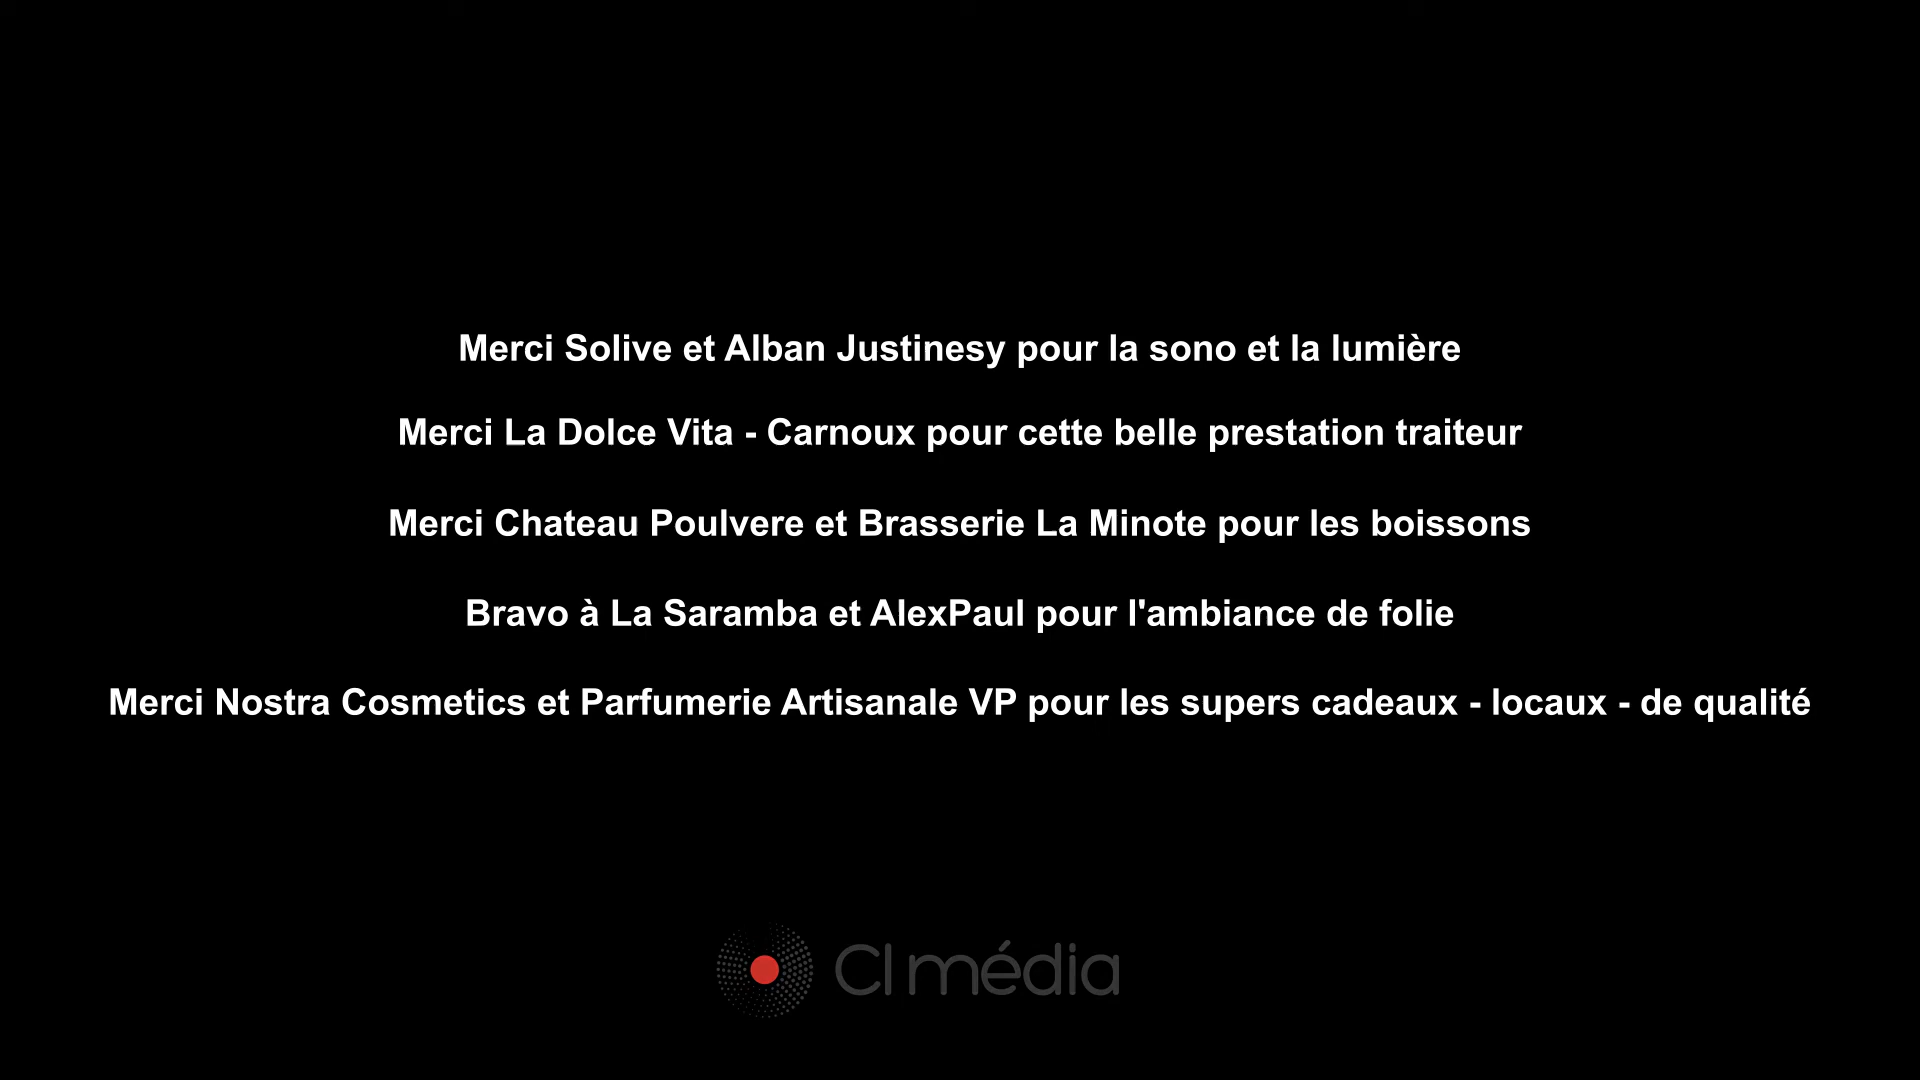 Merci Solive et Alban Justinesy pour la sono et la lumière
Merci La Dolce Vita - Carnoux pour cette belle prestation traiteur
Merci Chateau Poulvere et Brasserie La Minote pour les boissons
Bravo à La Saramba et AlexPaul pour l'ambiance de folie
Merci Nostra Cosmetics et Parfumerie Artisanale VP pour les supers cadeaux - locaux - de qualité
CI média